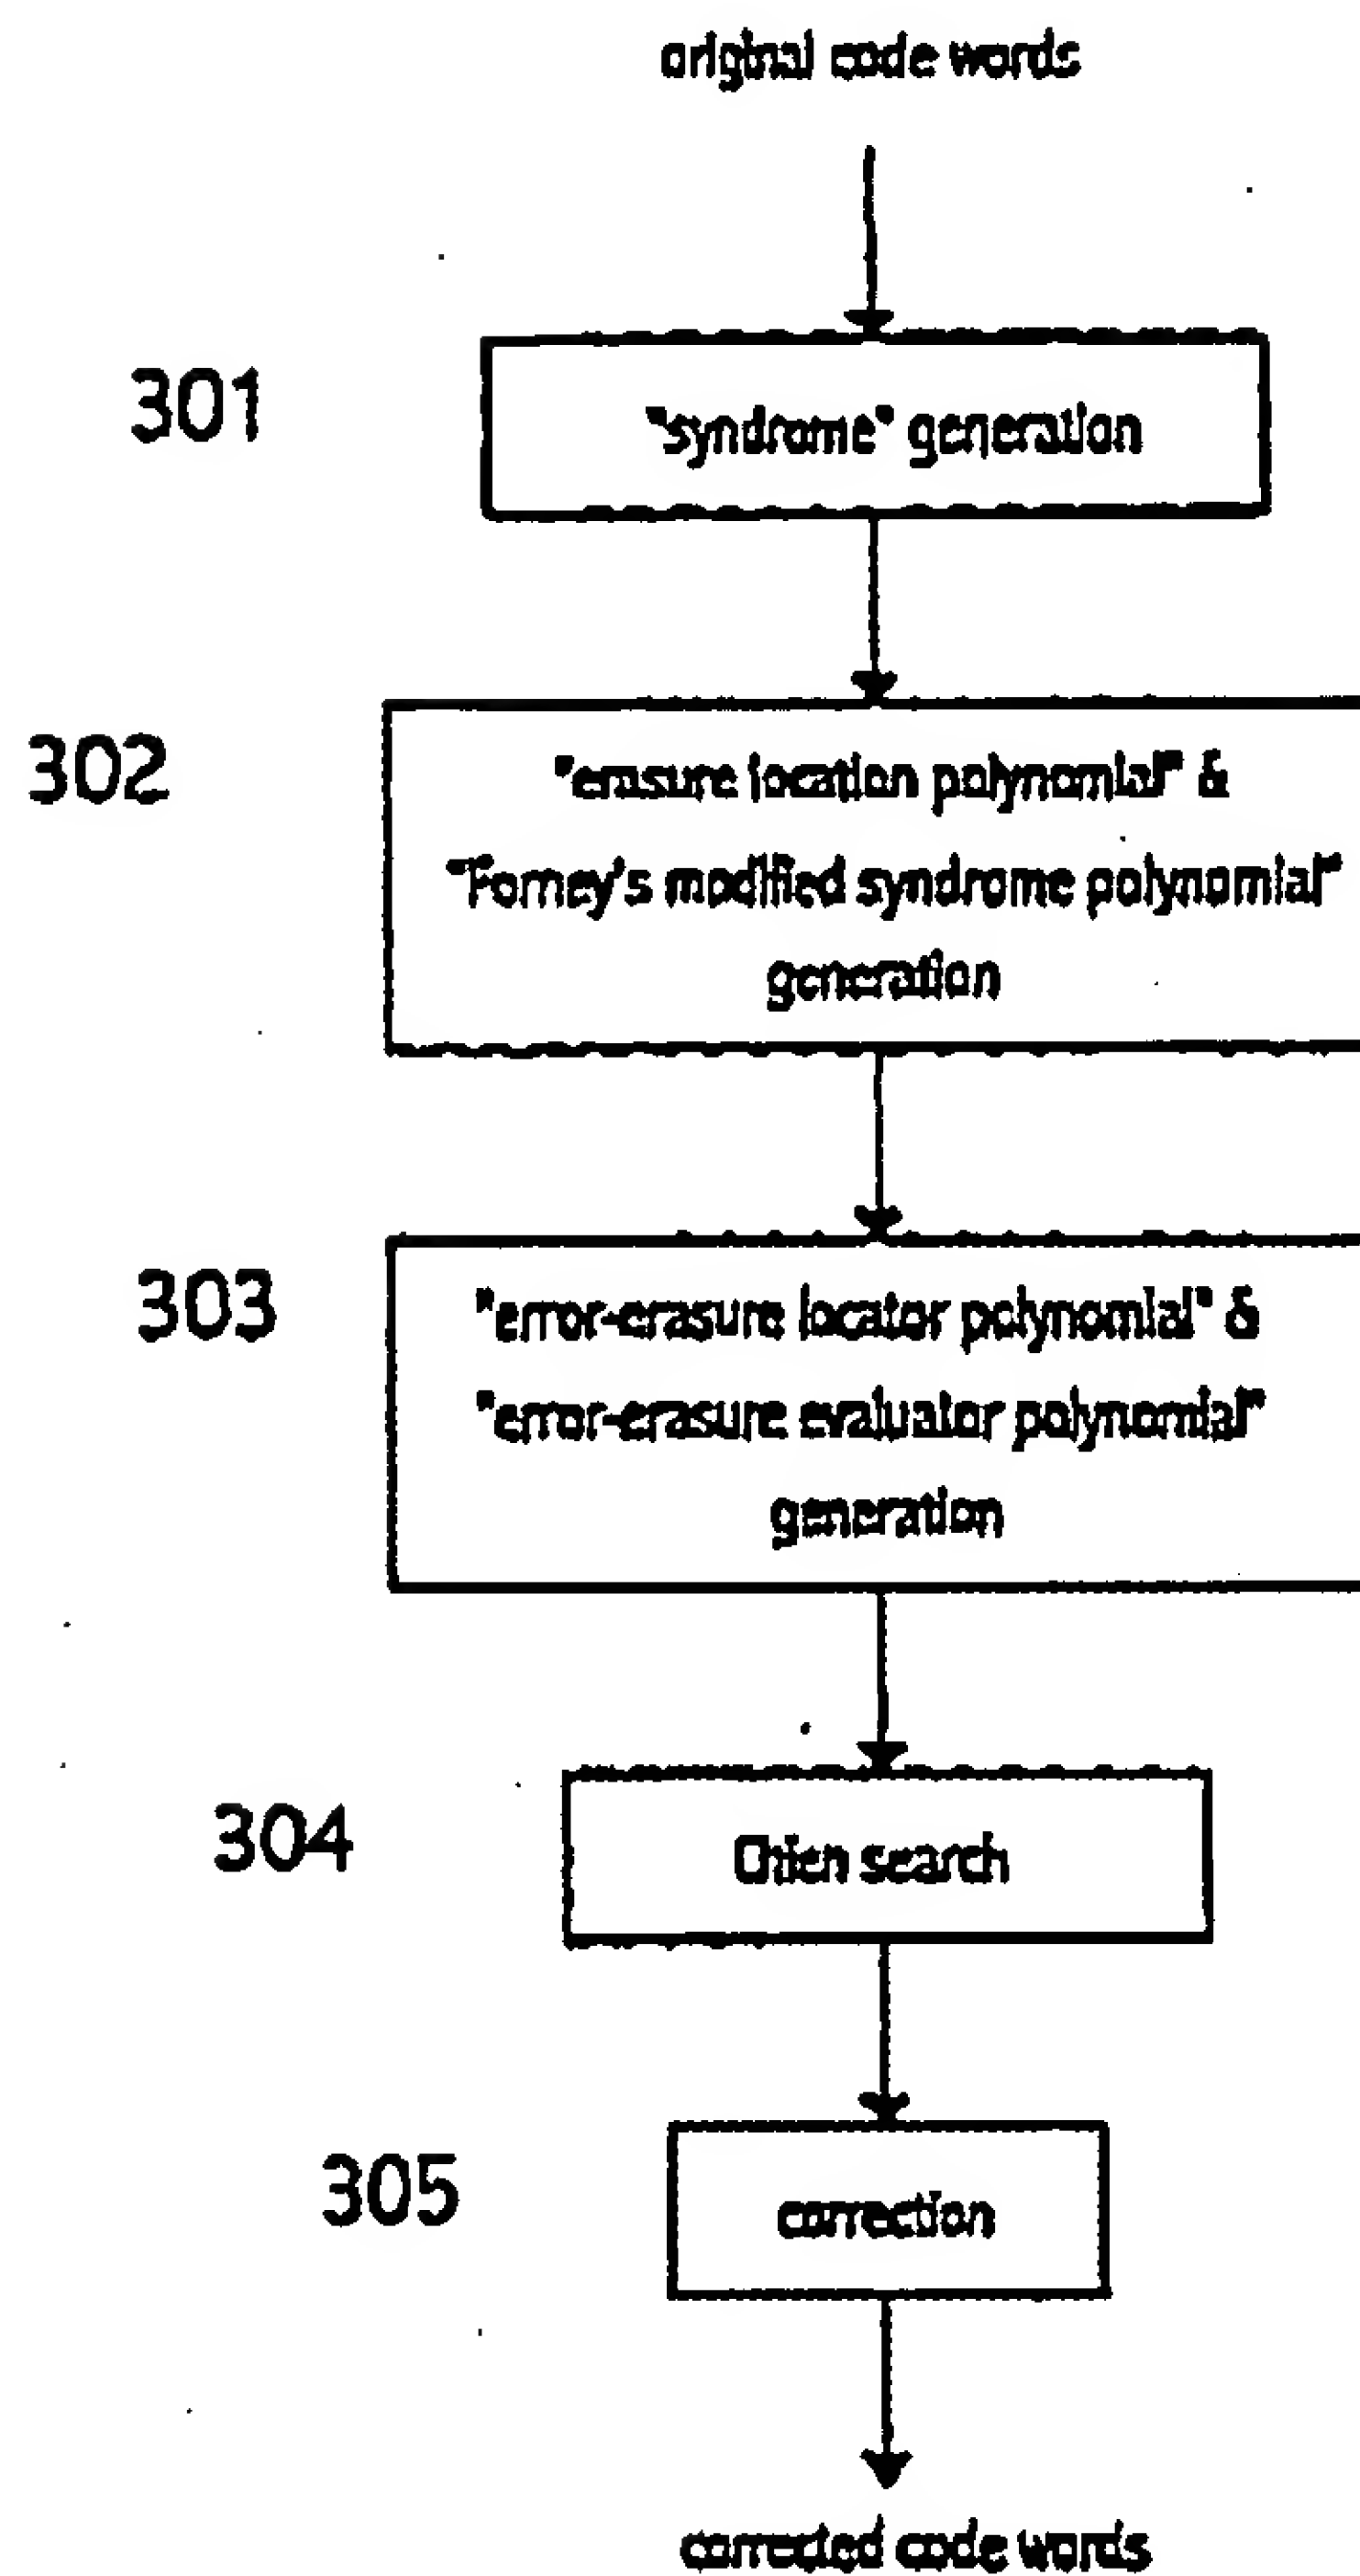 original code words
301
"syndrome" generation
302
"erasure location polynomial" &
"Forney's modified syndrome polynomial"
generation
303
"error-erasure locator polynomial" &
"error-erasure evaluator polynomial"
generation
304
Chien search
305
correction
corrected code words